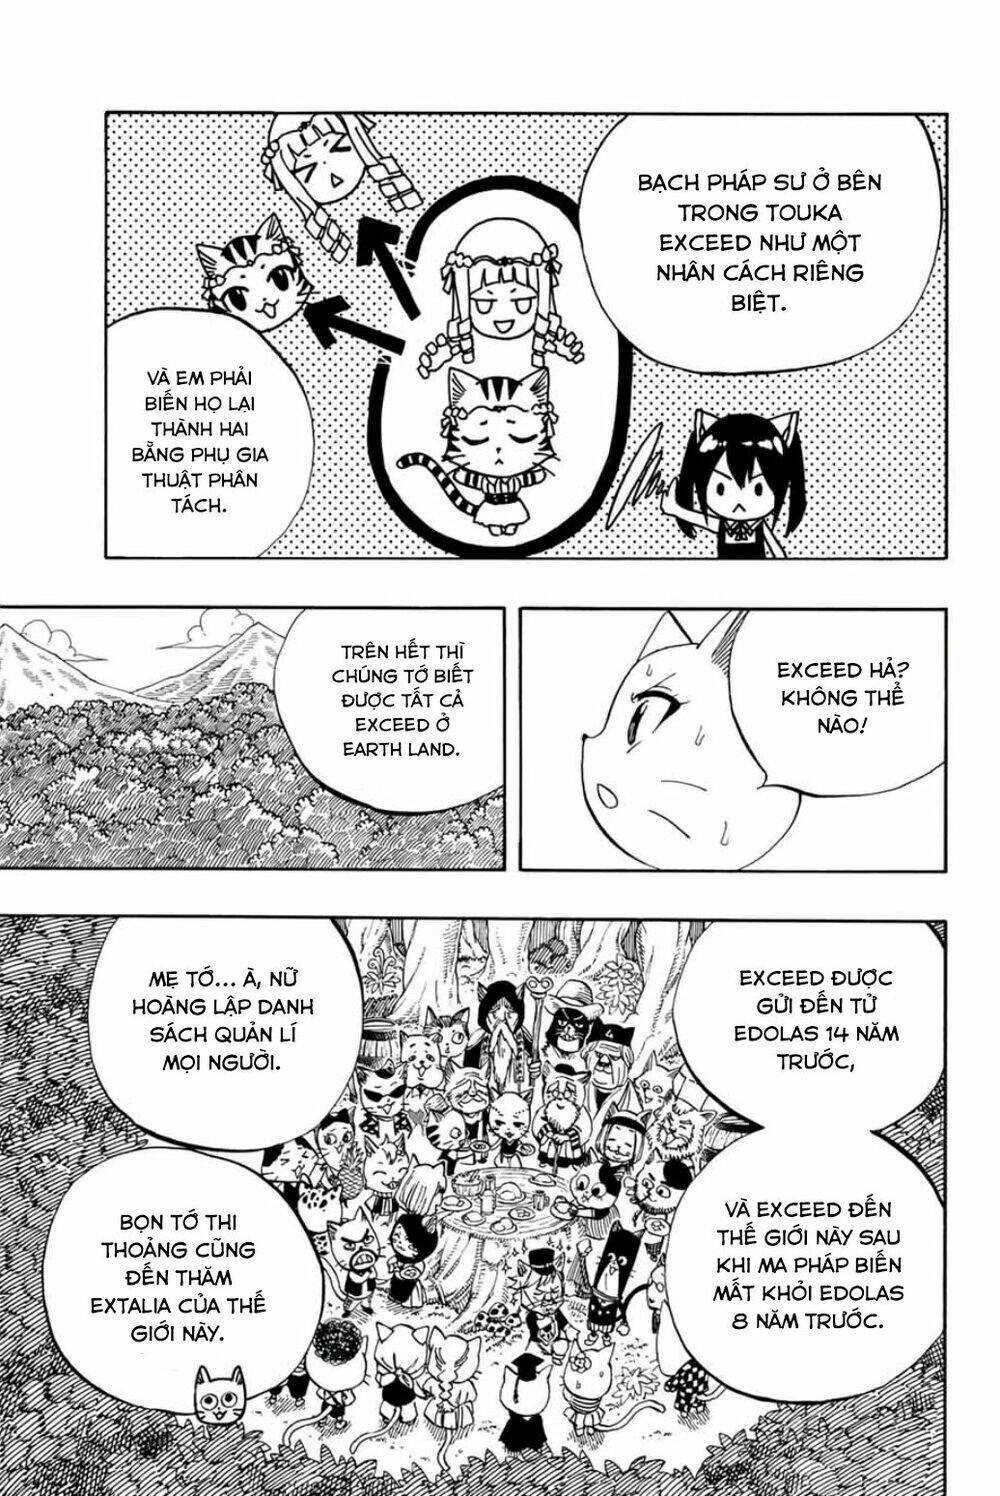 BẠCH PHÁP SƯ Ở BÊN
TRONG TOUKA
EXCEED NHƯ MỘT
NHÂN CÁCH RIÊNG
BIỆT.
VÀ EM PHẢI
BIẾN HỌ LẠI
THÀNH HAI
BẰNG PHỤ GIA
THUẬT PHÂN
TÁCH.
EXCEED HẢ?
KHÔNG THỂ
NÀO!
TRÊN HẾT THÌ
CHÚNG TỚ BIẾT
ĐƯỢC TẤT CẢ
EXCEED Ở
EARTH LAND.
EXCEED ĐƯỢC
GỬI ĐẾN TỪ
EDOLAS 14 NĂM
TRƯỚC,
VÀ EXCEED ĐẾN
THẾ GIỚI NÀY SAU
KHI MA PHÁP BIẾN
MẤT KHỎI EDOLAS
8 NĂM TRƯỚC.
MẸ TỚ... À, NỮ
HOÀNG LẬP DANH
SÁCH QUẢN LÍ
MỌI NGƯỜI.
BỌN TỚ THI
THOẢNG CŨNG
ĐẾN THĂM
EXTALIA CỦA THẾ
GIỚI NÀY.